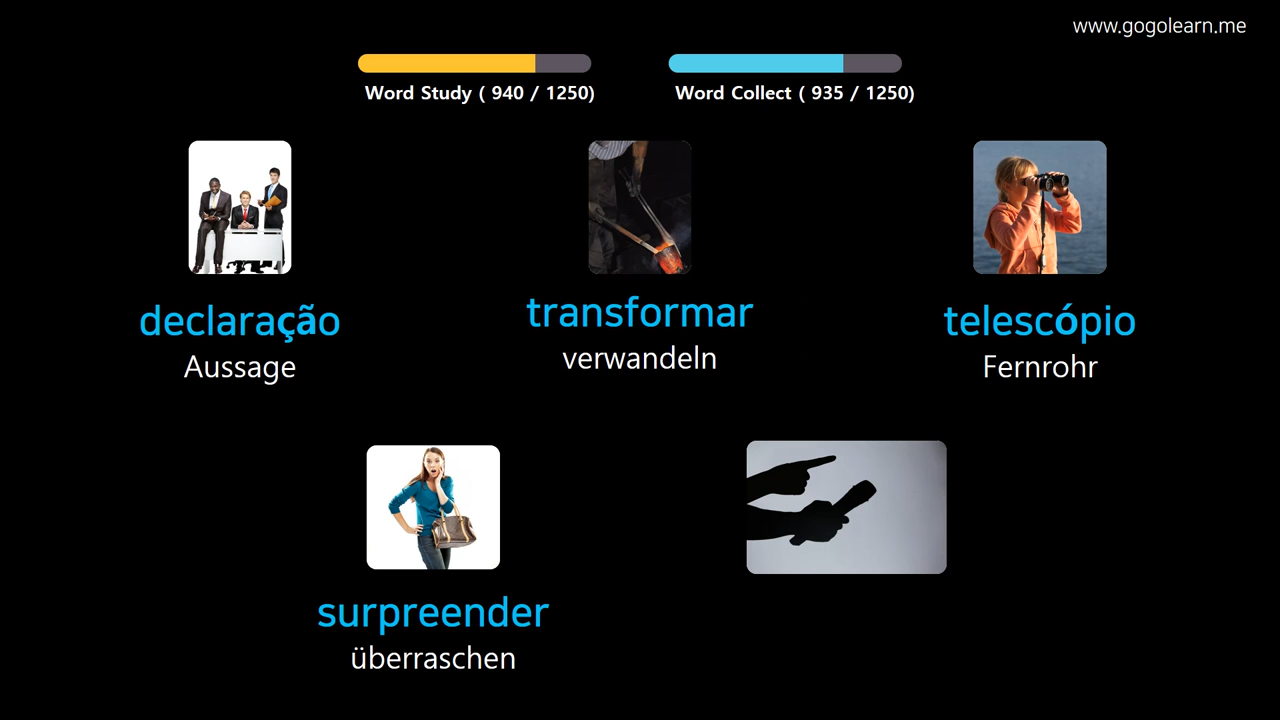 www.gogolearn.me
Word Study ( 940 / 1250)
Word Collect ( 935 / 1250)
declaração
Aussage
transformar
verwandeln
telescópio
Fernrohr
surpreender
überraschen